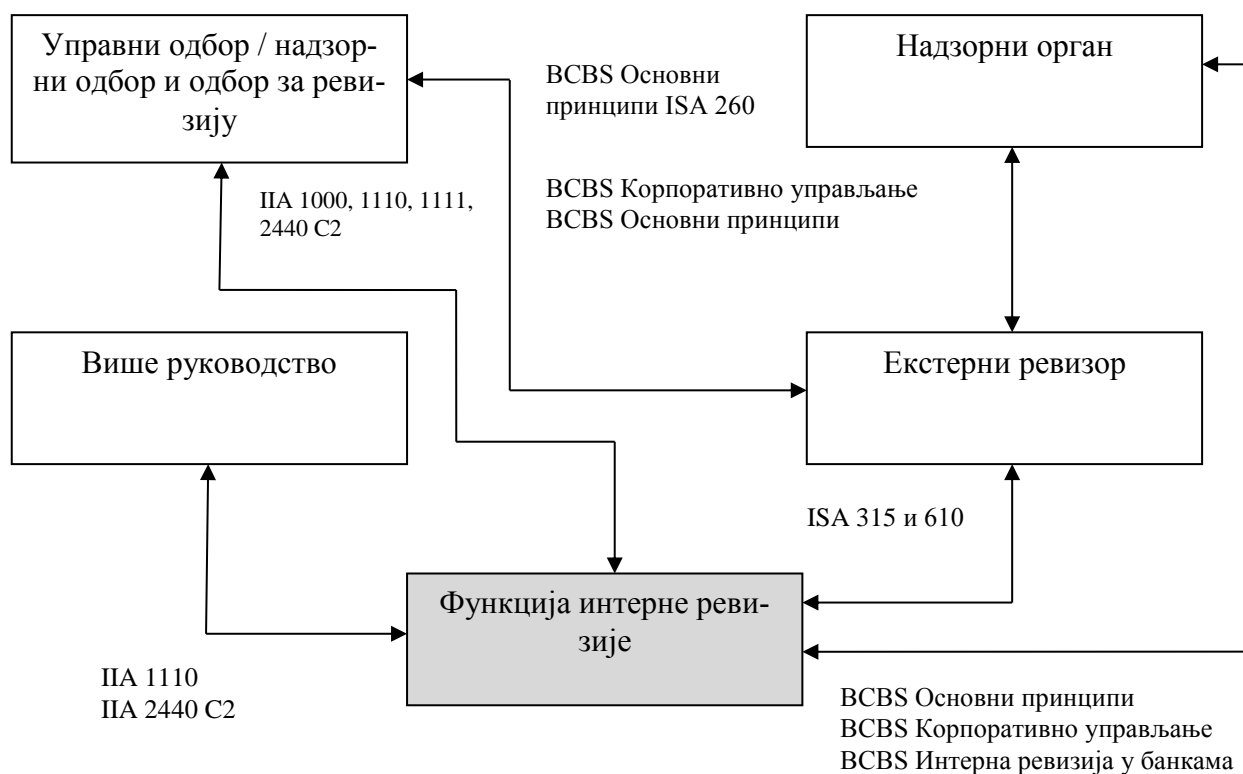 Управни одбор / надзор-
ни одбор и одбор за реви-
зију
BCBS Основни
принципи ISA 260
Надзорни орган
IIA 1000, 1110, 1111,
2440 C2
BCBS Корпоративно управљање
BCBS Основни принципи
Више руководство
Екстерни ревизор
ISA 315 и 610
Функција интерне реви-
зије
IIA 1110
IIA 2440 C2
BCBS Основни принципи
BCBS Корпоративно управљање
BCBS Интерна ревизија у банкама